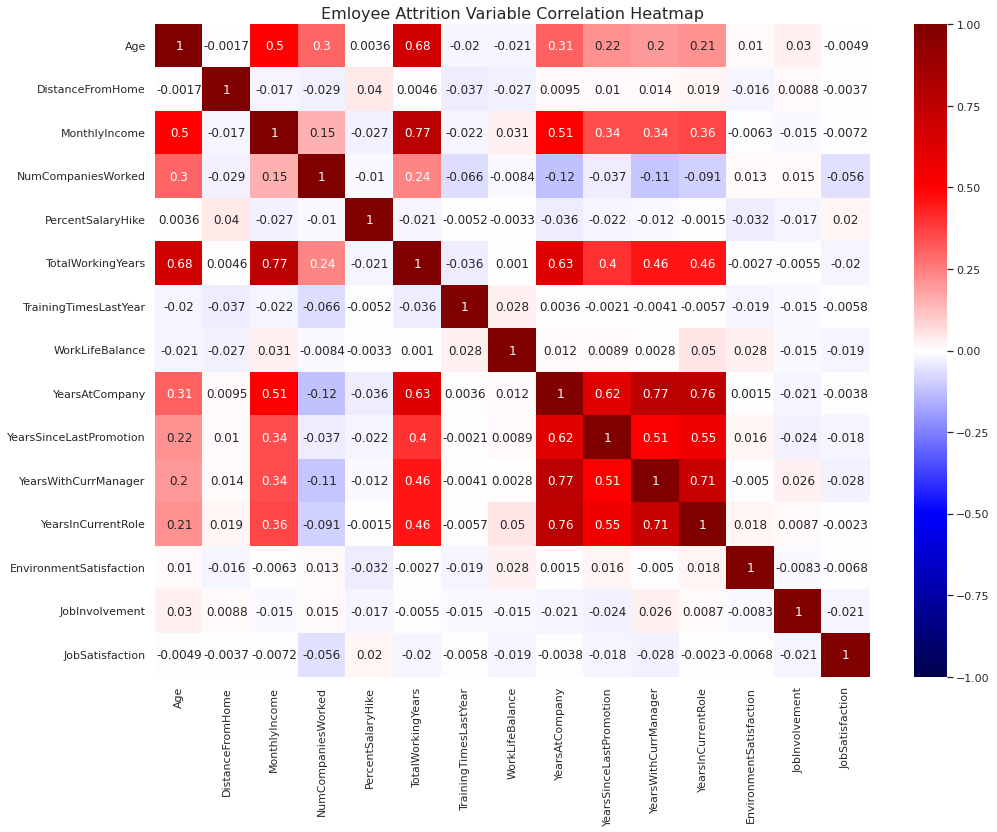 Emloyee Attrition Variable Correlation Heatmap
Age 1 -0.0017 0.5 0.3 0.0036 0.68 -0.02 -0.021 0.31 0.22 0.2 0.21 0.01 0.03 -0.0049
DistanceFromHome -0.0017 1 -0.017 -0.029 0.04 0.0046 -0.037 -0.027 0.0095 0.01 0.014 0.019 -0.016 0.0088 -0.0037
MonthlyIncome 0.5 -0.017 1 0.15 -0.027 0.77 -0.022 0.031 0.51 0.34 0.34 0.36 -0.0063 -0.015 -0.0072
NumCompaniesWorked 0.3 -0.029 0.15 1 -0.01 0.24 -0.066 -0.0084 -0.12 -0.037 -0.11 -0.091 0.013 0.015 -0.056
PercentSalaryHike 0.0036 0.04 -0.027 -0.01 1 -0.021 -0.0052 -0.0033 -0.036 -0.022 -0.012 -0.0015 -0.032 -0.017 0.02
TotalWorkingYears 0.68 0.0046 0.77 0.24 -0.021 1 -0.036 0.001 0.63 0.4 0.46 0.46 -0.0027 -0.0055 -0.02
TrainingTimesLastYear -0.02 -0.037 -0.022 -0.066 -0.0052 -0.036 1 0.028 0.0036 -0.0021 -0.0041 -0.0057 -0.019 -0.015 -0.0058
WorkLifeBalance -0.021 -0.027 0.031 -0.0084 -0.0033 0.001 0.028 1 0.012 0.0089 0.0028 0.05 0.028 -0.015 -0.019
YearsAtCompany 0.31 0.0095 0.51 -0.12 -0.036 0.63 0.0036 0.012 1 0.62 0.77 0.76 0.0015 -0.021 -0.0038
YearsSinceLastPromotion 0.22 0.01 0.34 -0.037 -0.022 0.4 -0.0021 0.0089 0.62 1 0.51 0.55 0.016 -0.024 -0.018
YearsWithCurrManager 0.2 0.014 0.34 -0.11 -0.012 0.46 -0.0041 0.0028 0.77 0.51 1 0.71 -0.005 0.026 -0.028
YearsInCurrentRole 0.21 0.019 0.36 -0.091 -0.0015 0.46 -0.0057 0.05 0.76 0.55 0.71 1 0.018 0.0087 -0.0023
EnvironmentSatisfaction 0.01 -0.016 -0.0063 0.013 -0.032 -0.0027 -0.019 0.028 0.0015 0.016 -0.005 0.018 1 -0.0083 -0.0068
JobInvolvement 0.03 0.0088 -0.015 0.015 -0.017 -0.0055 -0.015 -0.015 -0.021 -0.024 0.026 0.0087 -0.0083 1 -0.021
JobSatisfaction -0.0049 -0.0037 -0.0072 -0.056 0.02 -0.02 -0.0058 -0.019 -0.0038 -0.018 -0.028 -0.0023 -0.0068 -0.021 1
Age
DistanceFromHome
MonthlyIncome
NumCompaniesWorked
PercentSalaryHike
TotalWorkingYears
TrainingTimesLastYear
WorkLifeBalance
YearsAtCompany
YearsSinceLastPromotion
YearsWithCurrManager
YearsInCurrentRole
EnvironmentSatisfaction
JobInvolvement
JobSatisfaction
1.00
0.75
0.50
0.25
0.00
−0.25
−0.50
−0.75
−1.00